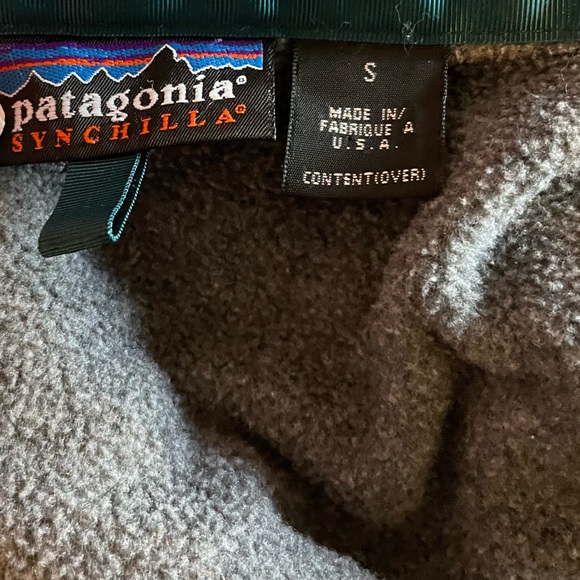 patagonia®
SYNCHILLA®
S
MADE IN/
FABRIQUE A
U.S.A.
CONTENT(OVER)